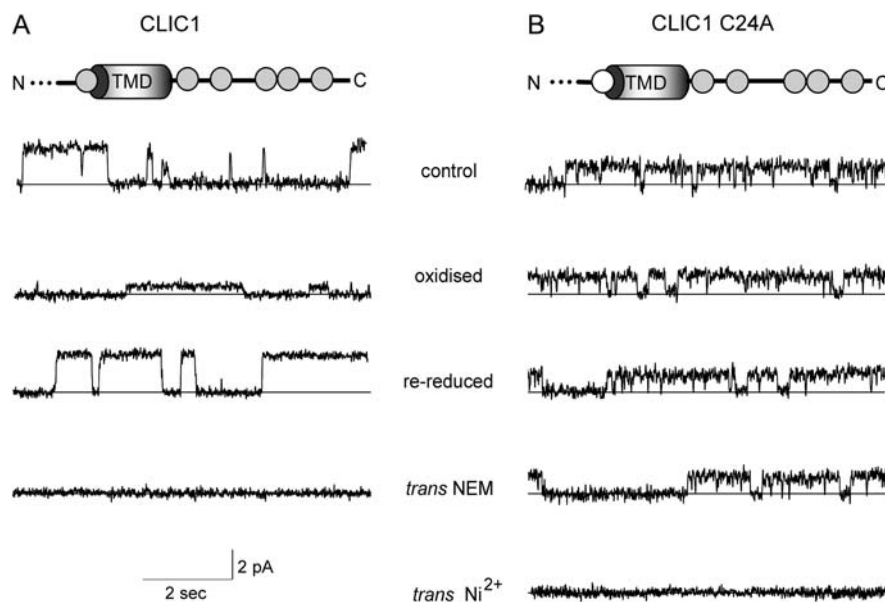 A CLIC1
B CLIC1 C24A
N •••• TMD C
N •••• TMD C
control
oxidised
re-reduced
trans NEM
2 pA
2 sec
trans Ni²⁺